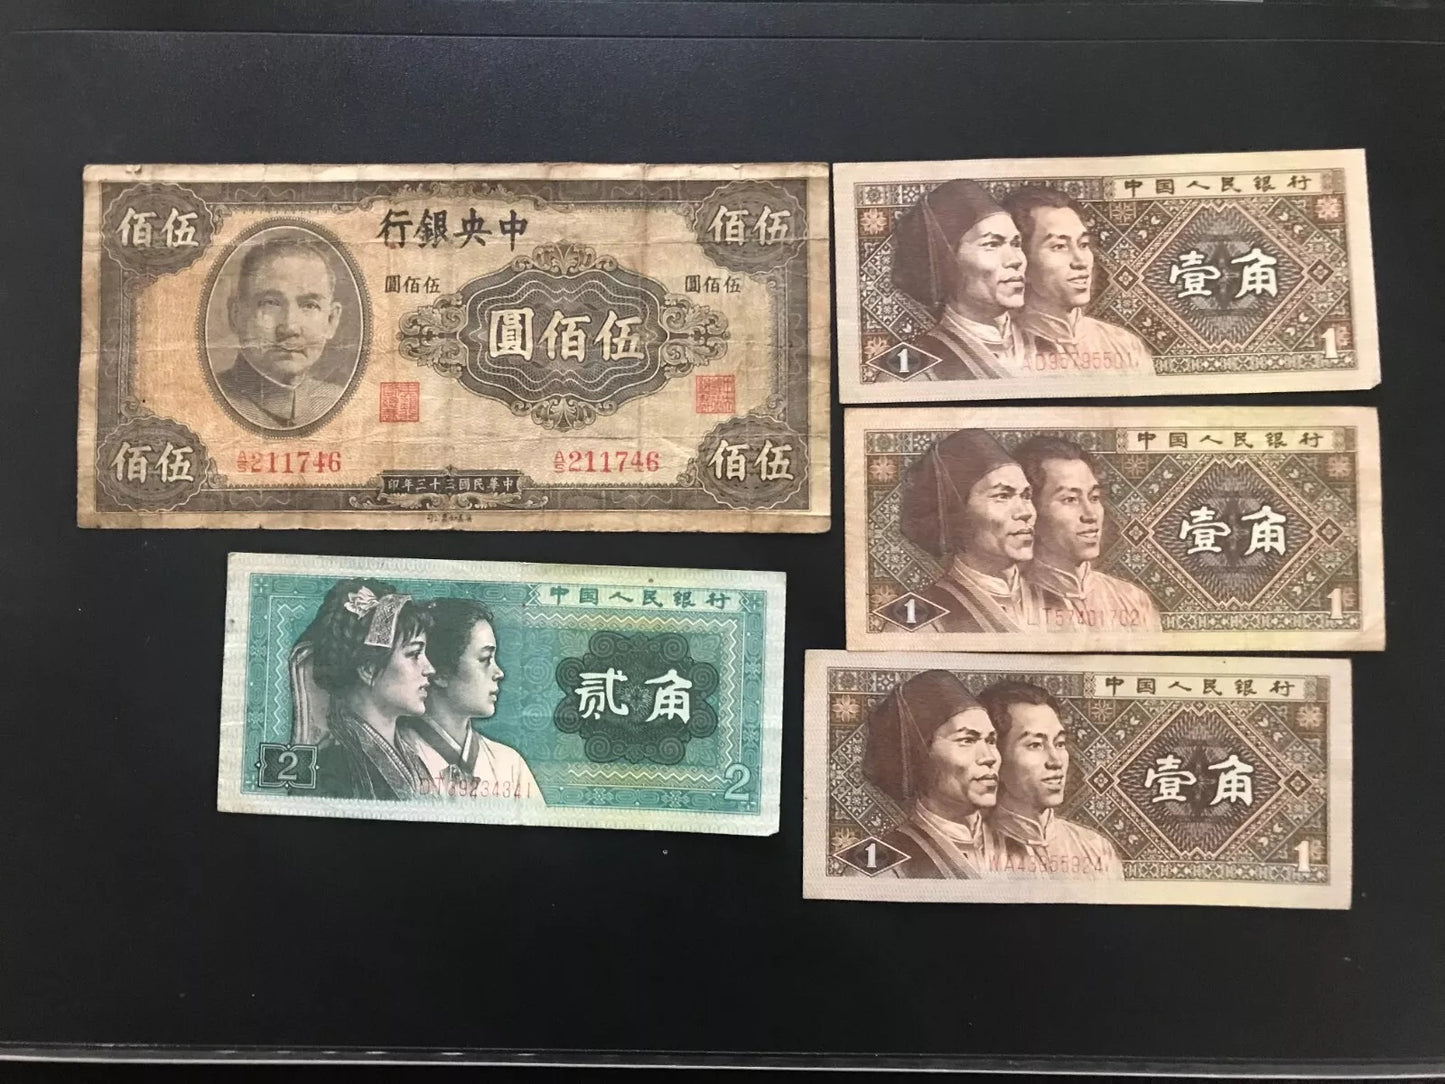 行銀央中
佰伍
佰伍
圓佰伍
圓佰伍
圓佰伍
211746
211746
佰伍
佰伍
印年三十三國民華中
中国人民银行
贰角
2
2
中国人民银行
壹角
1
1
AD95795501
中国人民银行
壹角
1
1
LT57401702
中国人民银行
壹角
1
1